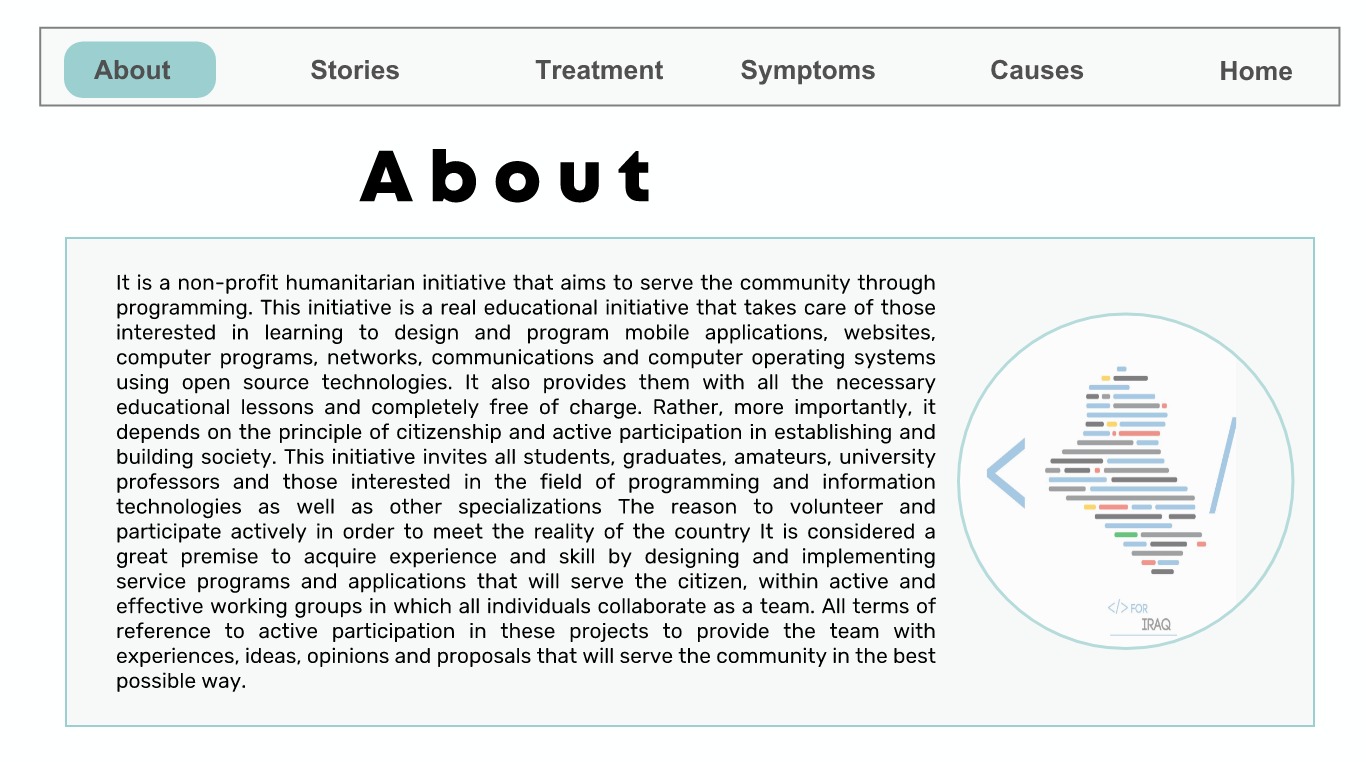 About Stories Treatment Symptoms Causes Home
About
It is a non-profit humanitarian initiative that aims to serve the community through
programming. This initiative is a real educational initiative that takes care of those
interested in learning to design and program mobile applications, websites,
computer programs, networks, communications and computer operating systems
using open source technologies. It also provides them with all the necessary
educational lessons and completely free of charge. Rather, more importantly, it
depends on the principle of citizenship and active participation in establishing and
building society. This initiative invites all students, graduates, amateurs, university
professors and those interested in the field of programming and information
technologies as well as other specializations The reason to volunteer and
participate actively in order to meet the reality of the country It is considered a
great premise to acquire experience and skill by designing and implementing
service programs and applications that will serve the citizen, within active and
effective working groups in which all individuals collaborate as a team. All terms of
reference to active participation in these projects to provide the team with
experiences, ideas, opinions and proposals that will serve the community in the best
possible way.
< /
</> FOR
IRAQ